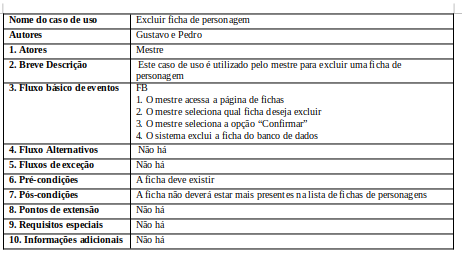 Nome do caso de uso Excluir ficha de personagem
Autores Gustavo e Pedro
1. Atores Mestre
2. Breve Descrição Este caso de uso é utilizado pelo mestre para excluir uma ficha de
personagem
3. Fluxo básico de eventos FB
1. O mestre acessa a página de fichas
2. O mestre seleciona qual ficha deseja excluir
3. O mestre seleciona a opção “Confirmar”
4. O sistema exclui a ficha do banco de dados
4. Fluxo Alternativos Não há
5. Fluxos de exceção Não há
6. Pré-condições A ficha deve existir
7. Pós-condições A ficha não deverá estar mais presentes na lista de fichas de personagens
8. Pontos de extensão Não há
9. Requisitos especiais Não há
10. Informações adicionais Não há